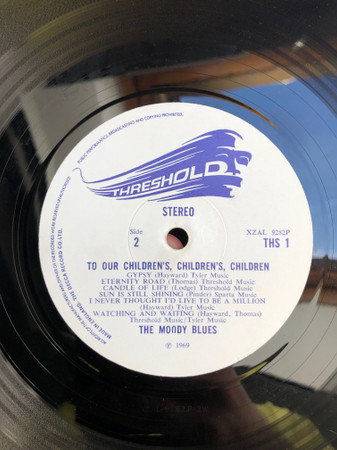 PUBLIC PERFORMANCE, BROADCASTING AND COPYING PROHIBITED.
THRESHOLD
STEREO
Side
2
XZAL 9282P
THS 1
TO OUR CHILDREN'S, CHILDREN'S, CHILDREN
GYPSY (Hayward) Tyler Music
ETERNITY ROAD (Thomas) Threshold Music
CANDLE OF LIFE (Lodge) Threshold Music
SUN IS STILL SHINING (Pinder) Sparta Music
I NEVER THOUGHT I'D LIVE TO BE A MILLION
(Hayward) Tyler Music
WATCHING AND WAITING (Hayward, Thomas)
Threshold Music/Tyler Music
THE MOODY BLUES
℗ 1969
MADE IN ENGLAND, THE DECCA RECORD CO. LTD.